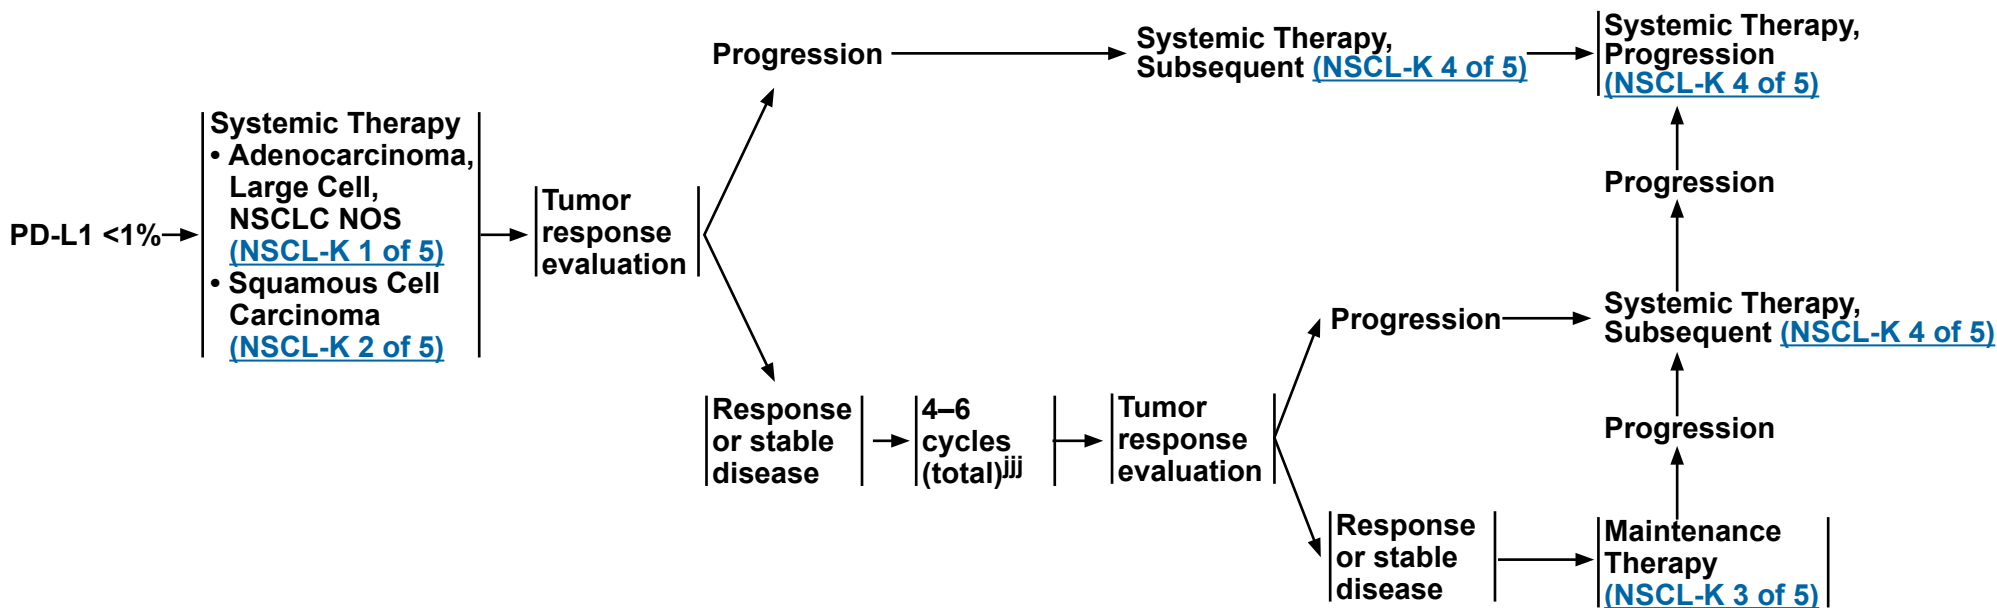 PD-L1 <1%
Systemic Therapy
• Adenocarcinoma,
Large Cell,
NSCLC NOS
(NSCL-K 1 of 5)
• Squamous Cell
Carcinoma
(NSCL-K 2 of 5)
Tumor
response
evaluation
Progression
Systemic Therapy,
Subsequent (NSCL-K 4 of 5)
Systemic Therapy,
Progression
(NSCL-K 4 of 5)
Response
or stable
disease
4–6
cycles
(total)jjj
Tumor
response
evaluation
Progression
Systemic Therapy,
Subsequent (NSCL-K 4 of 5)
Progression
Response
or stable
disease
Maintenance
Therapy
(NSCL-K 3 of 5)
Progression